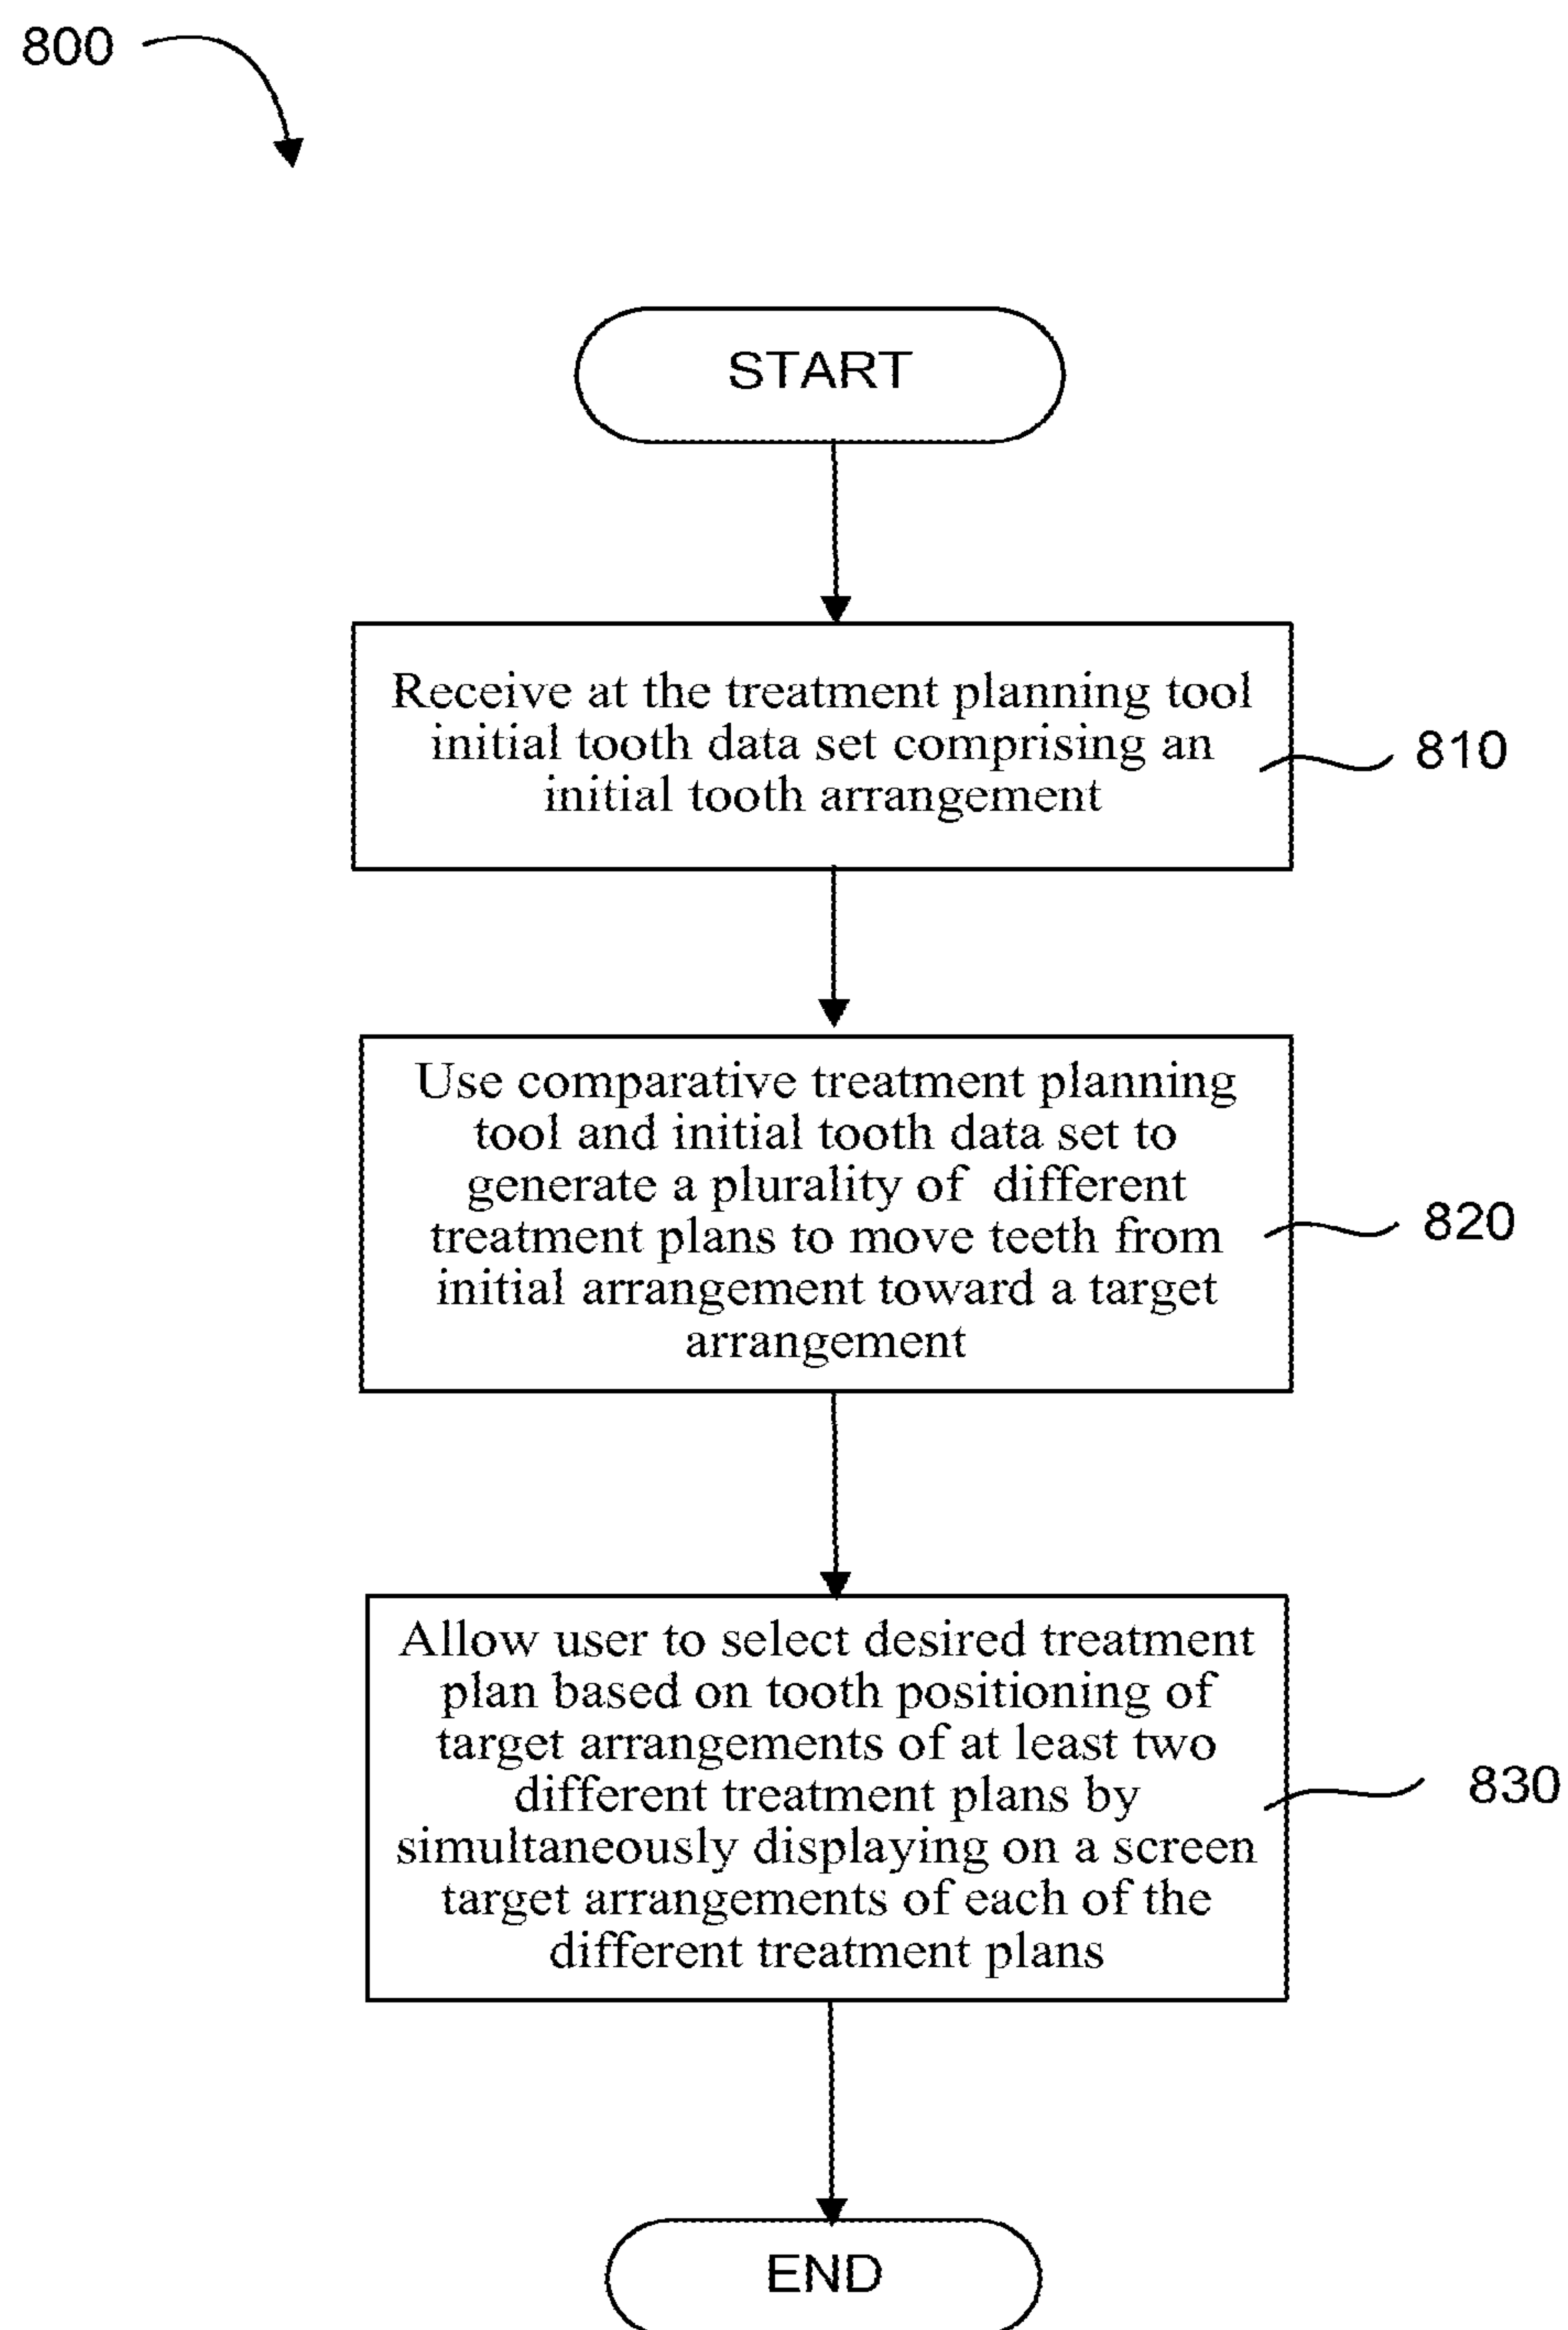 800
START
Receive at the treatment planning tool
initial tooth data set comprising an
initial tooth arrangement
810
Use comparative treatment planning
tool and initial tooth data set to
generate a plurality of different
treatment plans to move teeth from
initial arrangement toward a target
arrangement
820
Allow user to select desired treatment
plan based on tooth positioning of
target arrangements of at least two
different treatment plans by
simultaneously displaying on a screen
target arrangements of each of the
different treatment plans
830
END